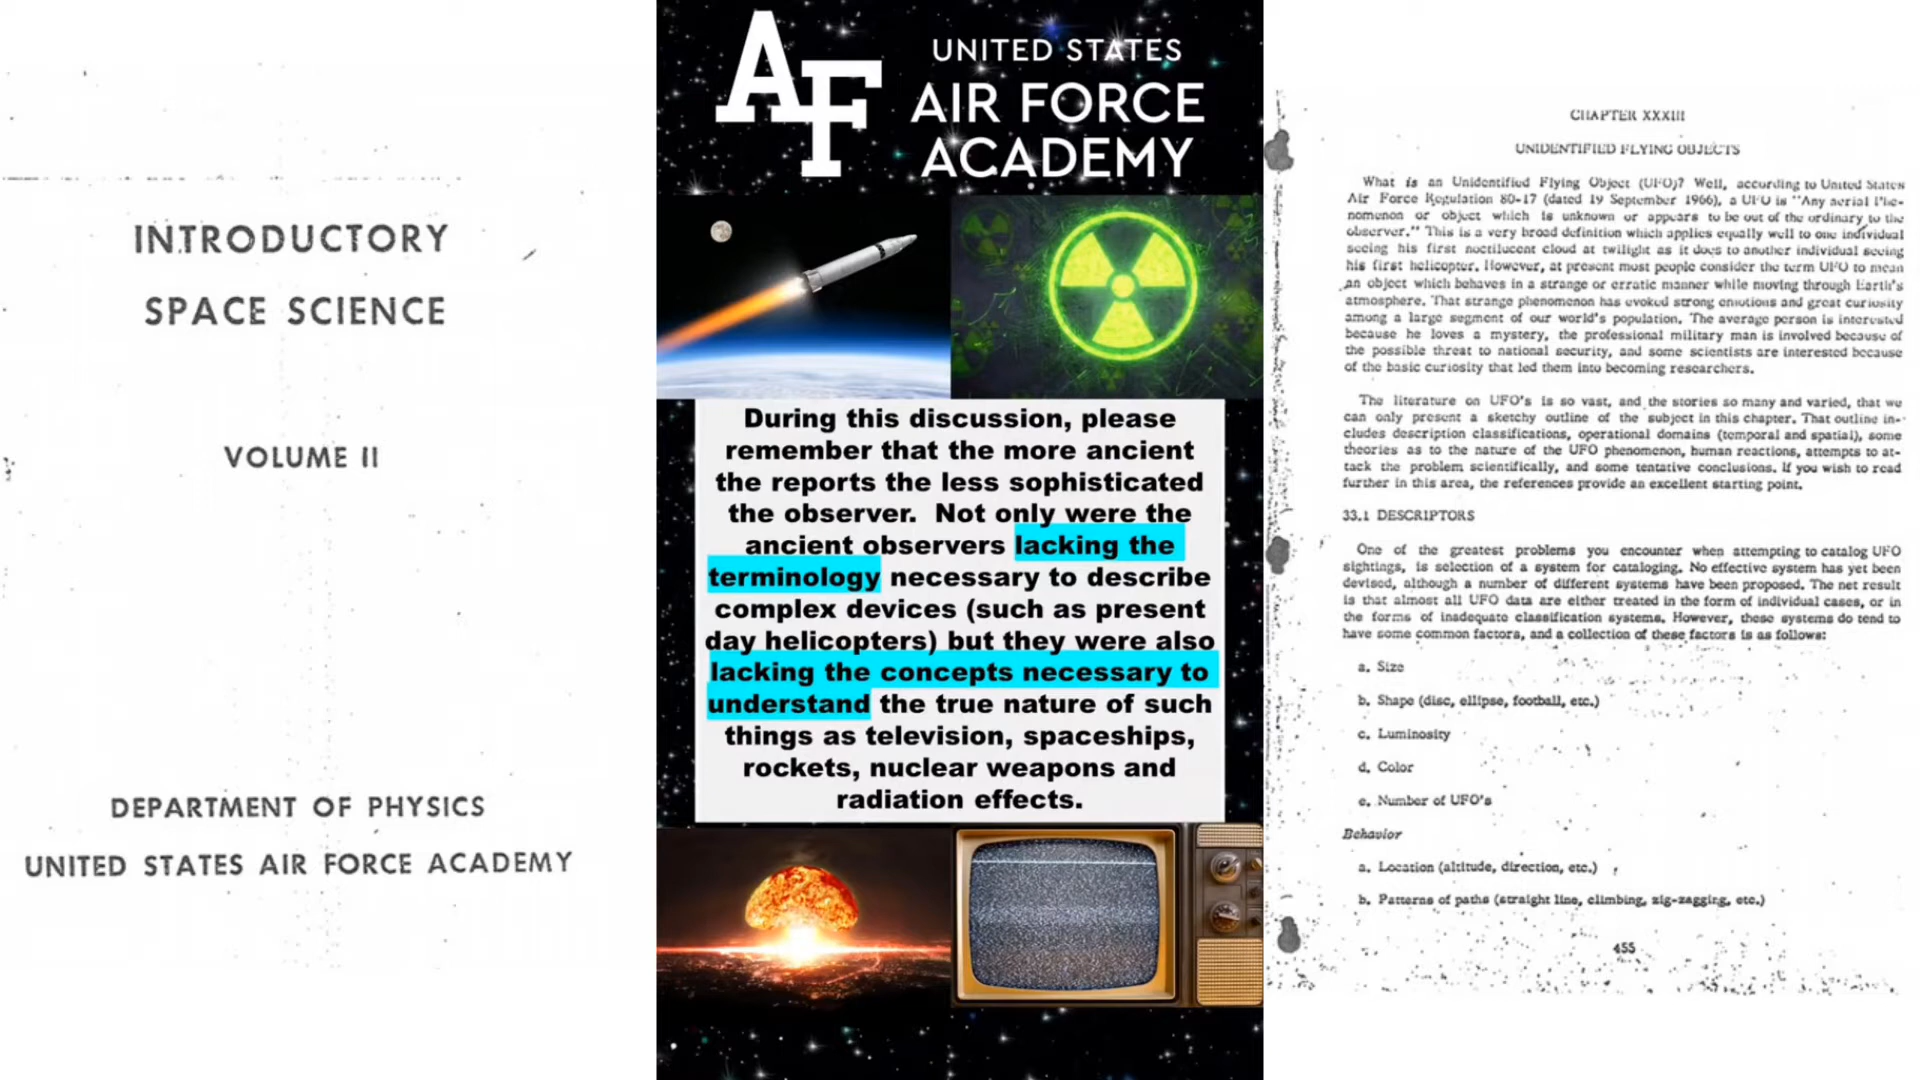 INTRODUCTORY
SPACE SCIENCE
VOLUME II
DEPARTMENT OF PHYSICS
UNITED STATES AIR FORCE ACADEMY
AF
UNITED STATES
AIR FORCE
ACADEMY
During this discussion, please
remember that the more ancient
the reports the less sophisticated
the observer. Not only were the
ancient observers lacking the
terminology necessary to describe
complex devices (such as present
day helicopters) but they were also
lacking the concepts necessary to
understand the true nature of such
things as television, spaceships,
rockets, nuclear weapons and
radiation effects.
CHAPTER XXXIII
UNIDENTIFIED FLYING OBJECTS
What is an Unidentified Flying Object (UFO)? Well, according to United States
Air Force Regulation 80-17 (dated 19 September 1966), a UFO is "Any aerial Phe-
nomenon or object which is unknown or appears to be out of the ordinary to the
observer." This is a very broad definition which applies equally well to one individual
seeing his first noctilucent cloud at twilight as it does to another individual seeing
his first helicopter. However, at present most people consider the term UFO to mean
an object which behaves in a strange or erratic manner while moving through Earth's
atmosphere. That strange phenomenon has evoked strong emotions and great curiosity
among a large segment of our world's population. The average person is interested
because he loves a mystery, the professional military man is involved because of
the possible threat to national security, and some scientists are interested because
of the basic curiosity that led them into becoming researchers.
The literature on UFO's is so vast, and the stories so many and varied, that we
can only present a sketchy outline of the subject in this chapter. That outline in-
cludes description classifications, operational domains (temporal and spatial), some
theories as to the nature of the UFO phenomenon, human reactions, attempts to at-
tack the problem scientifically, and some tentative conclusions. If you wish to read
further in this area, the references provide an excellent starting point.
33.1 DESCRIPTORS
One of the greatest problems you encounter when attempting to catalog UFO
sightings, is selection of a system for cataloging. No effective system has yet been
devised, although a number of different systems have been proposed. The net result
is that almost all UFO data are either treated in the form of individual cases, or in
the forms of inadequate classification systems. However, these systems do tend to
have some common factors, and a collection of these factors is as follows:
a. Size
b. Shape (disc, ellipse, football, etc.)
c. Luminosity
d. Color
e. Number of UFO's
Behavior
a. Location (altitude, direction, etc.)
b. Patterns of paths (straight line, climbing, zig-zagging, etc.)
455